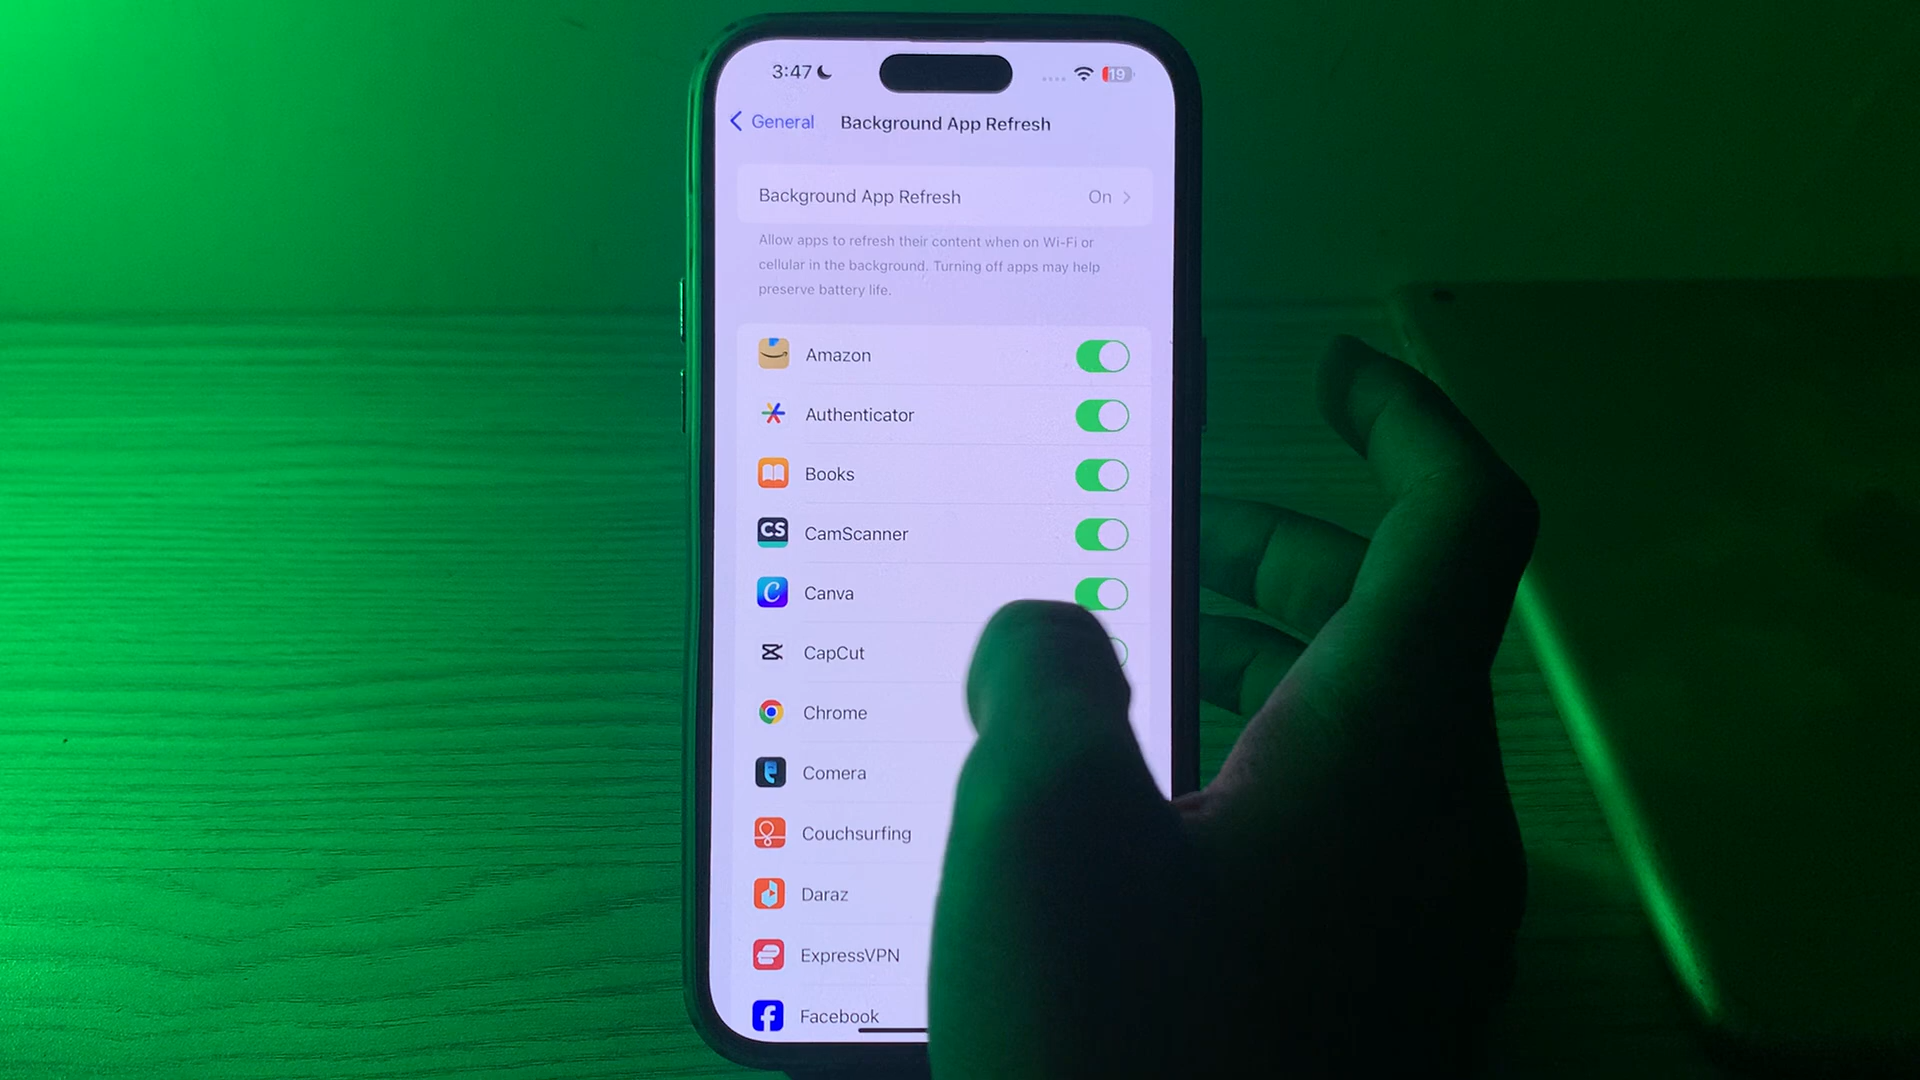 3:47
19
General
Background App Refresh
Background App Refresh On
Allow apps to refresh their content when on Wi-Fi or
cellular in the background. Turning off apps may help
preserve battery life.
Amazon
Authenticator
Books
CS CamScanner
C Canva
CapCut
Chrome
Comera
Couchsurfing
Daraz
ExpressVPN
f Facebook